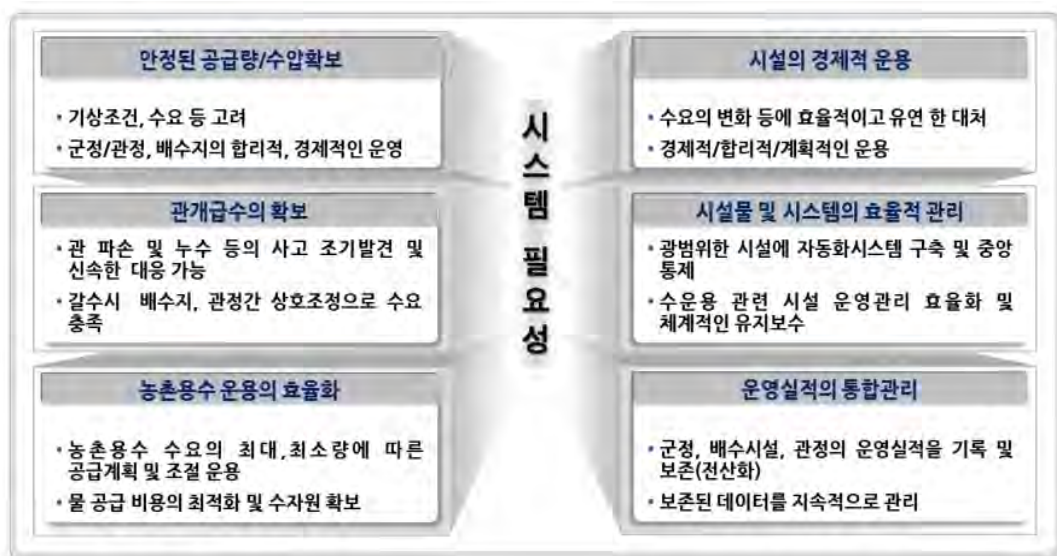 안정된 공급량/수압확보
• 기상조건, 수요 등 고려
• 군정/관정, 배수지의 합리적, 경제적인 운영
관개급수의 확보
• 관 파손 및 누수 등의 사고 조기발견 및
신속한 대응 가능
• 갈수시 배수지, 관정간 상호조정으로 수요
충족
농촌용수 운용의 효율화
• 농촌용수 수요의 최대,최소량에 따른
공급계획 및 조절 운용
• 물 공급 비용의 최적화 및 수자원 확보
시스템 필요성
시설의 경제적 운용
• 수요의 변화 등에 효율적이고 유연 한 대처
• 경제적/합리적/계획적인 운용
시설물 및 시스템의 효율적 관리
• 광범위한 시설에 자동화시스템 구축 및 중앙
통제
• 수운용 관련 시설 운영관리 효율화 및
체계적인 유지보수
운영실적의 통합관리
• 군정, 배수시설, 관정의 운영실적을 기록 및
보존(전산화)
• 보존된 데이터를 지속적으로 관리